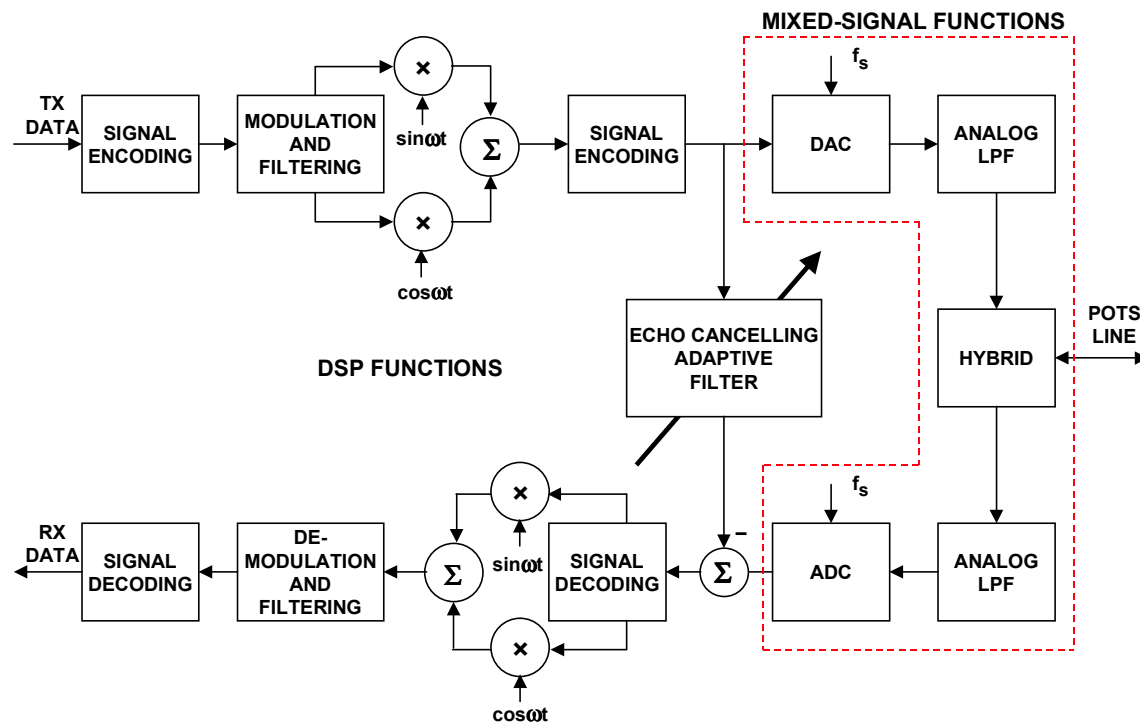 MIXED-SIGNAL FUNCTIONS
TX
DATA
SIGNAL
ENCODING
MODULATION
AND
FILTERING
×
sinωt
Σ
×
cosωt
SIGNAL
ENCODING
fs
DAC
ANALOG
LPF
DSP FUNCTIONS
ECHO CANCELLING
ADAPTIVE
FILTER
HYBRID
POTS
LINE
RX
DATA
SIGNAL
DECODING
DE-
MODULATION
AND
FILTERING
Σ
×
sinωt
×
cosωt
SIGNAL
DECODING
–
Σ
fs
ADC
ANALOG
LPF